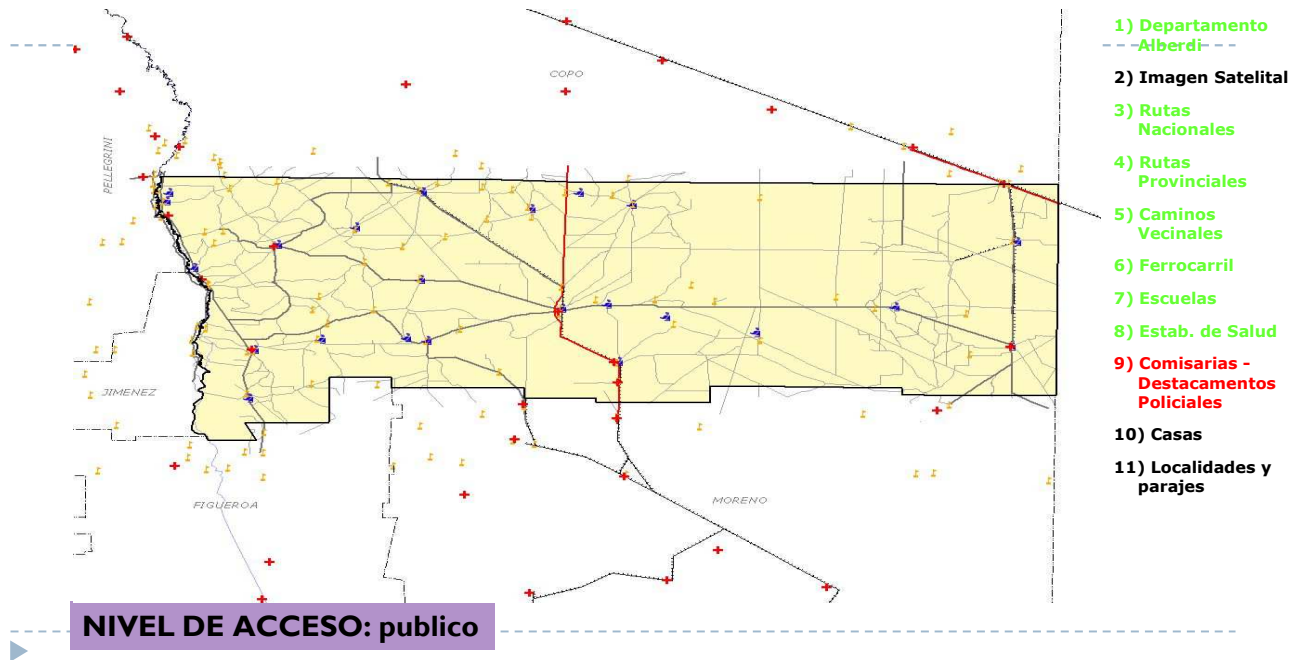 COPO
PELLEGRINI
JIMENEZ
FIGUEROA
MORENO
NIVEL DE ACCESO: publico
1) Departamento
Alberdi
2) Imagen Satelital
3) Rutas
Nacionales
4) Rutas
Provinciales
5) Caminos
Vecinales
6) Ferrocarril
7) Escuelas
8) Estab. de Salud
9) Comisarias -
Destacamentos
Policiales
10) Casas
11) Localidades y
parajes